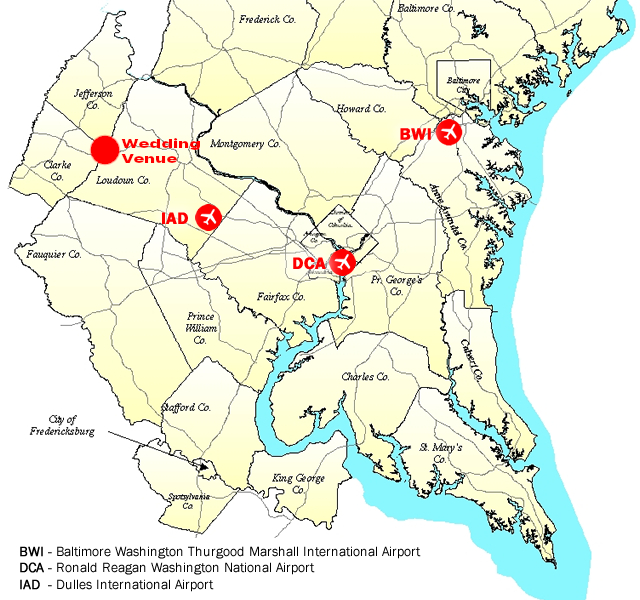 Frederick Co.
Baltimore Co.
Jefferson
Co.
Baltimore
City
Howard Co.
BWI
Wedding
Venue
Montgomery Co.
Clarke
Co.
Loudoun Co.
Anne Arundel Co.
IAD
District
of
Columbia
Arlington
Co.
Fauquier Co.
DCA
Fairfax Co.
Pr. George's
Co.
Prince
William
Co.
Calvert Co.
Charles Co.
Stafford Co.
City of
Fredericksburg
St. Mary's
Co.
King George
Co.
Spotsylvania
Co.
BWI - Baltimore Washington Thurgood Marshall International Airport
DCA - Ronald Reagan Washington National Airport
IAD - Dulles International Airport